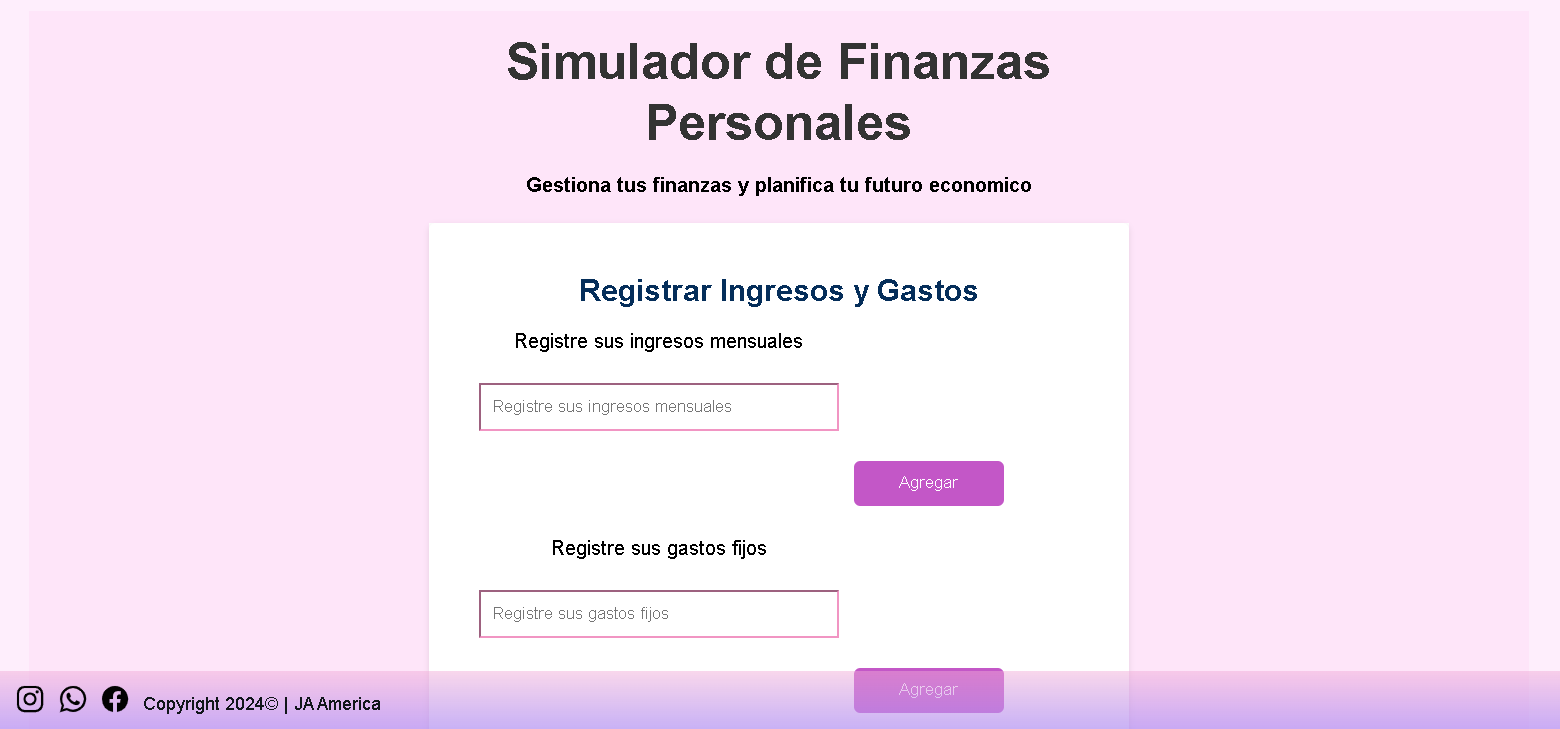 Simulador de Finanzas
Personales
Gestiona tus finanzas y planifica tu futuro economico
Registrar Ingresos y Gastos
Registre sus ingresos mensuales
Registre sus ingresos mensuales
Agregar
Registre sus gastos fijos
Registre sus gastos fijos
Agregar
Copyright 2024© | JA America